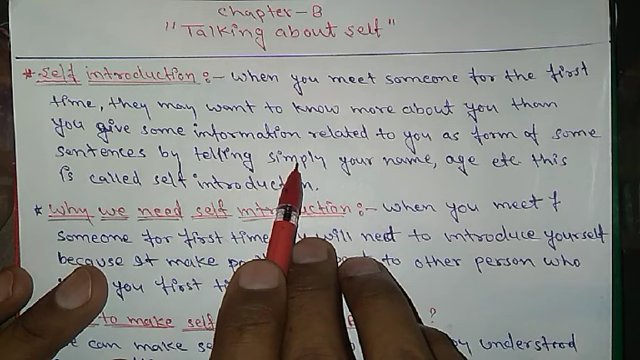 Chapter-B
"Talking about self"
* Self introduction :- When you meet someone for the first
time, they may want to know more about you than
you give some information related to you as form of some
sentences by telling simply your name, age etc. this
is called self introduction.
* Why we need self introduction :- When you meet
someone for first time will need to introduce yourself
because it make to other person who
you first
to make self ?
can make understood